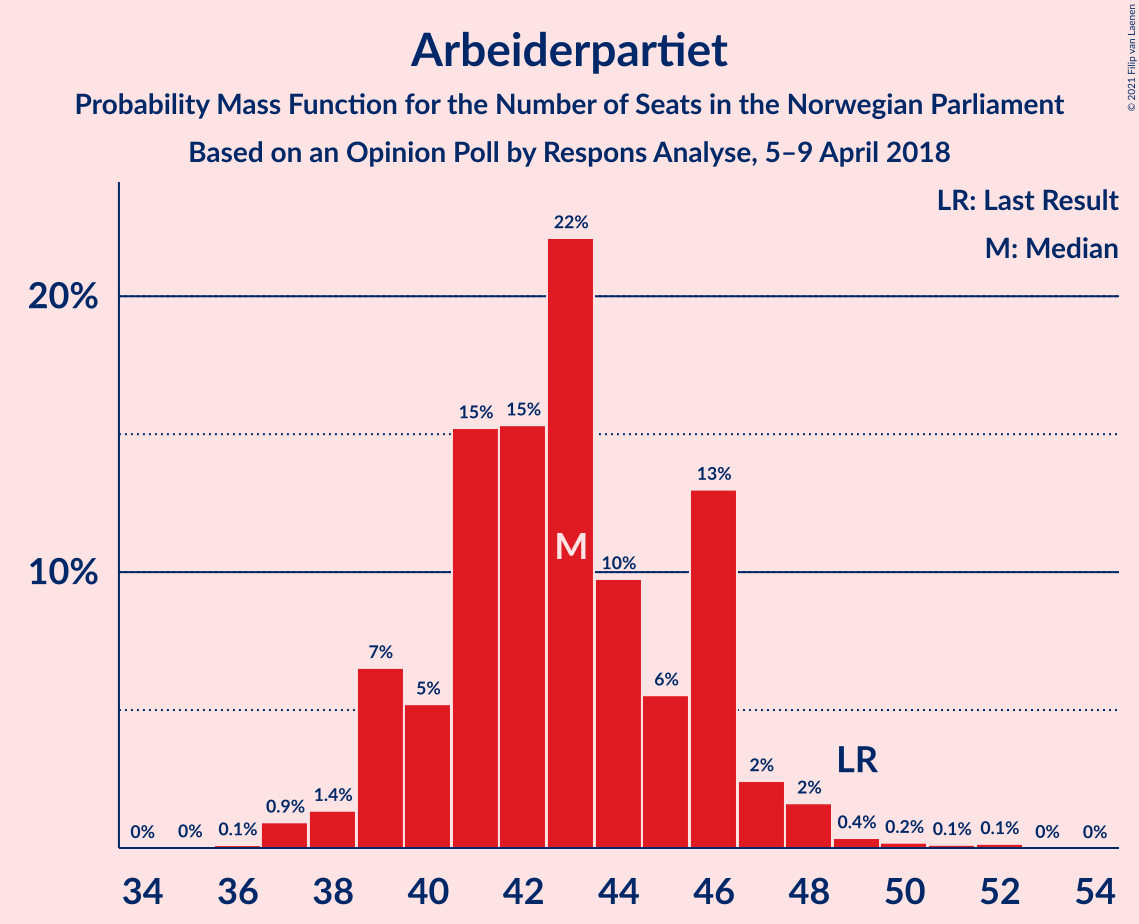 Arbeiderpartiet
Probability Mass Function for the Number of Seats in the Norwegian Parliament
Based on an Opinion Poll by Respons Analyse, 5–9 April 2018
© 2021 Filip van Laenen
LR: Last Result
M: Median
20%
10%
0% 0% 0.1% 0.9% 1.4% 7% 5% 15% 15% 22% 10% 6% 13% 2% 2% 0.4% 0.2% 0.1% 0.1% 0% 0%
M
LR
34 36 38 40 42 44 46 48 50 52 54